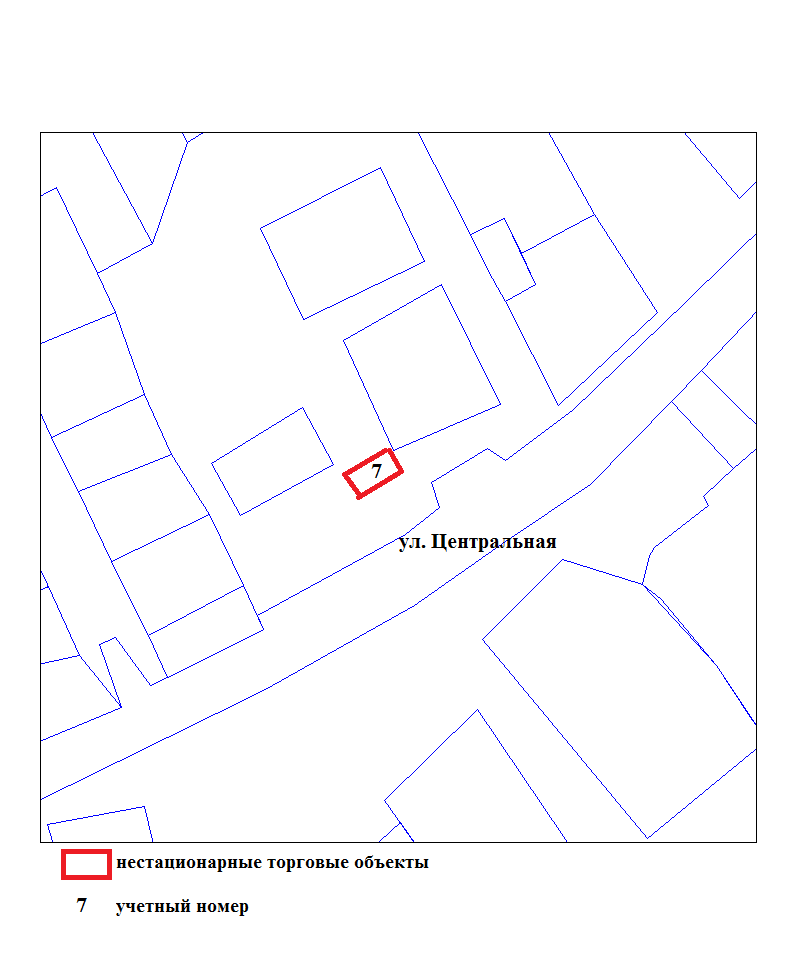 7
ул. Центральная
нестационарные торговые объекты
7 учетный номер